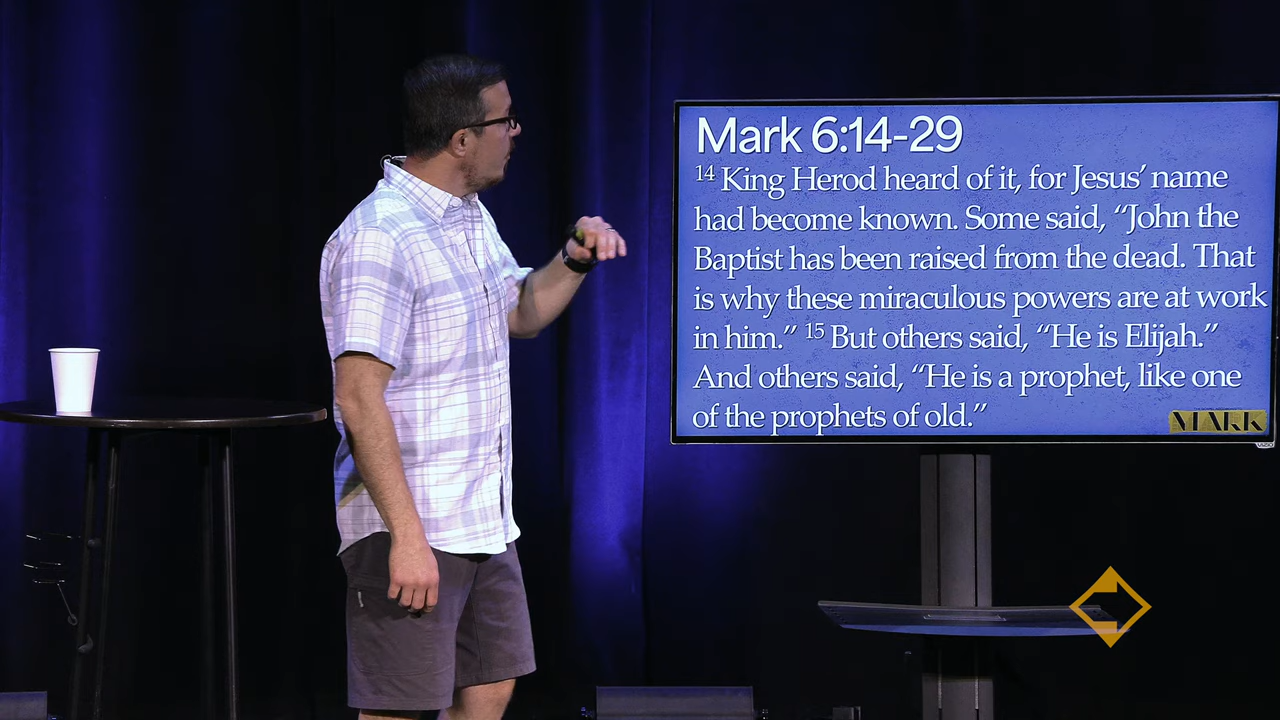 Mark 6:14-29
14 King Herod heard of it, for Jesus’ name
had become known. Some said, “John the
Baptist has been raised from the dead. That
is why these miraculous powers are at work
in him.” 15 But others said, “He is Elijah.”
And others said, “He is a prophet, like one
of the prophets of old.”
MARK
VIZIO